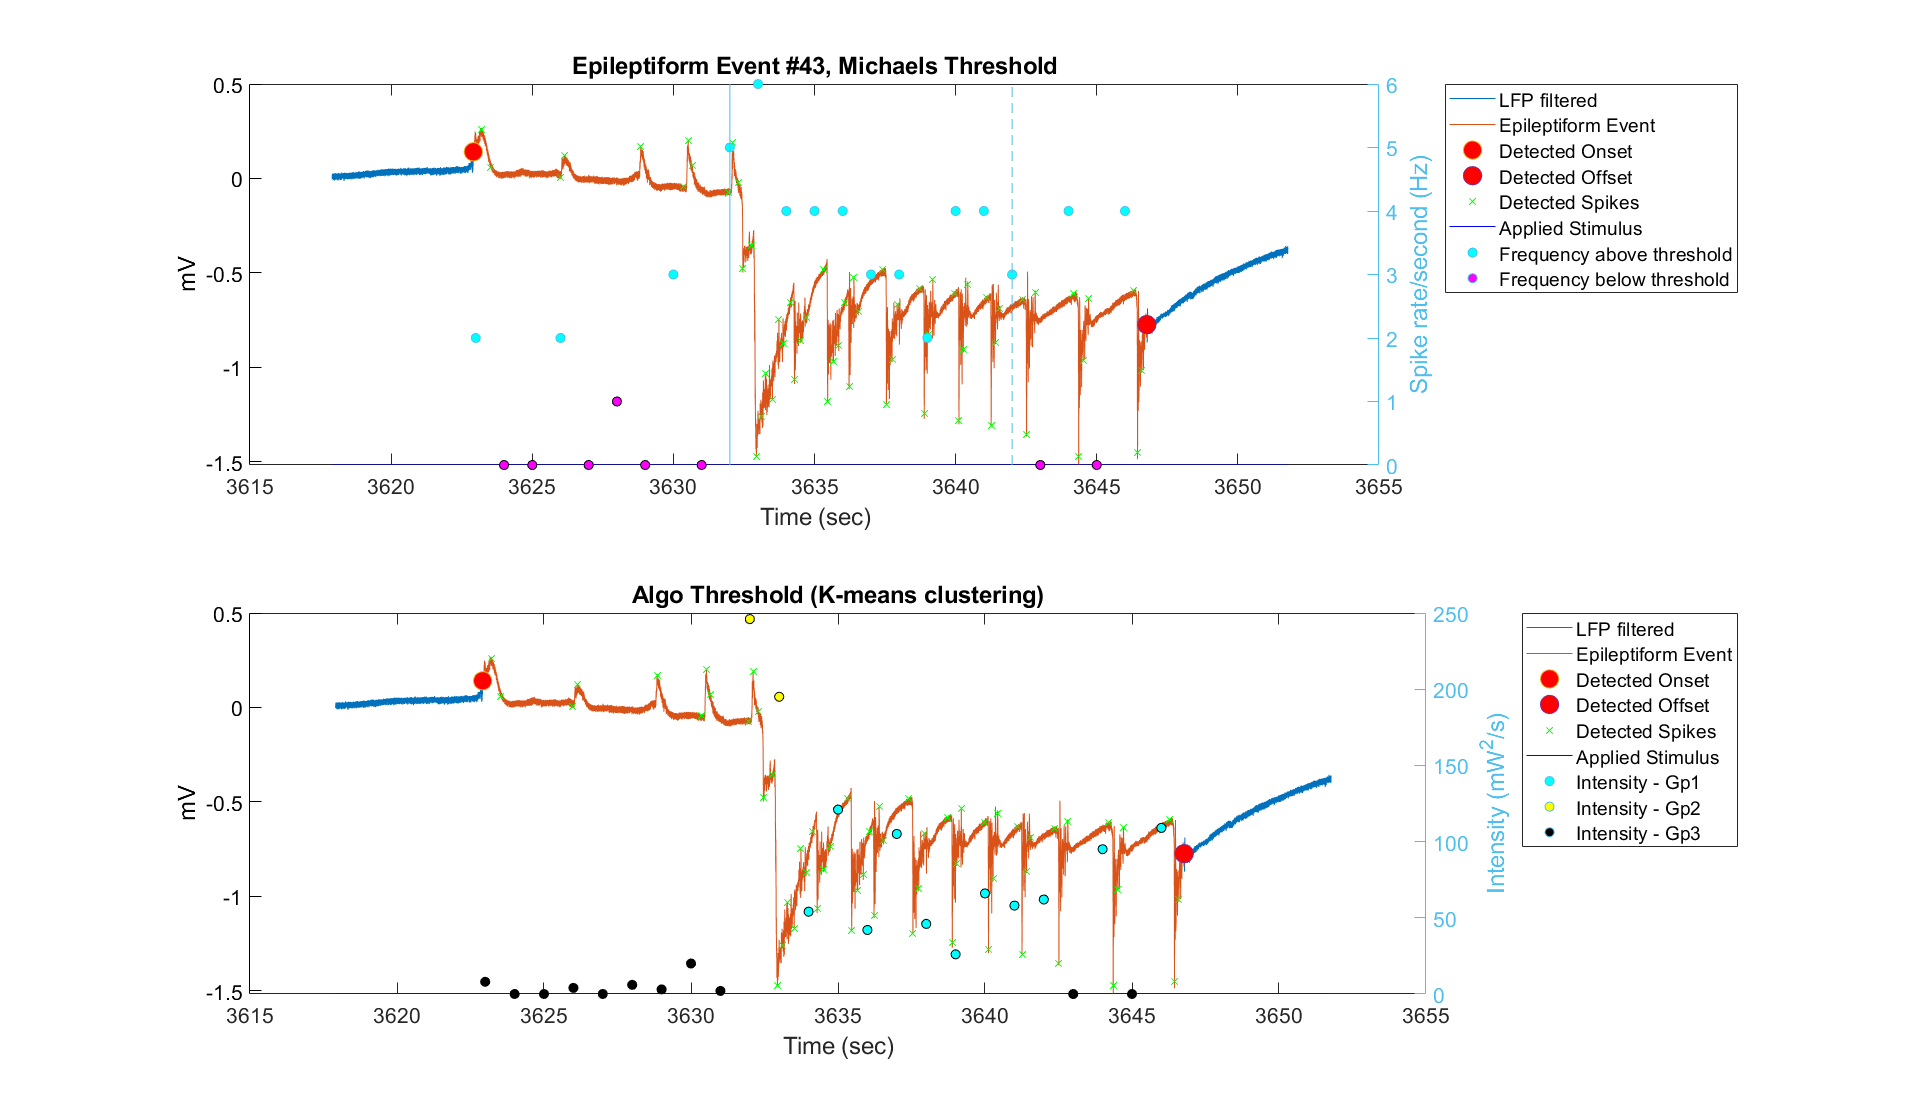 Epileptiform Event #43, Michaels Threshold
0.5
0
-0.5
-1
-1.5
mV
3615 3620 3625 3630 3635 3640 3645 3650 3655
Time (sec)
6
5
4
3
2
1
0
Spike rate/second (Hz)
LFP filtered
Epileptiform Event
Detected Onset
Detected Offset
Detected Spikes
Applied Stimulus
Frequency above threshold
Frequency below threshold
Algo Threshold (K-means clustering)
0.5
0
-0.5
-1
-1.5
mV
3615 3620 3625 3630 3635 3640 3645 3650 3655
Time (sec)
250
200
150
100
50
0
Intensity (mW²/s)
LFP filtered
Epileptiform Event
Detected Onset
Detected Offset
Detected Spikes
Applied Stimulus
Intensity - Gp1
Intensity - Gp2
Intensity - Gp3